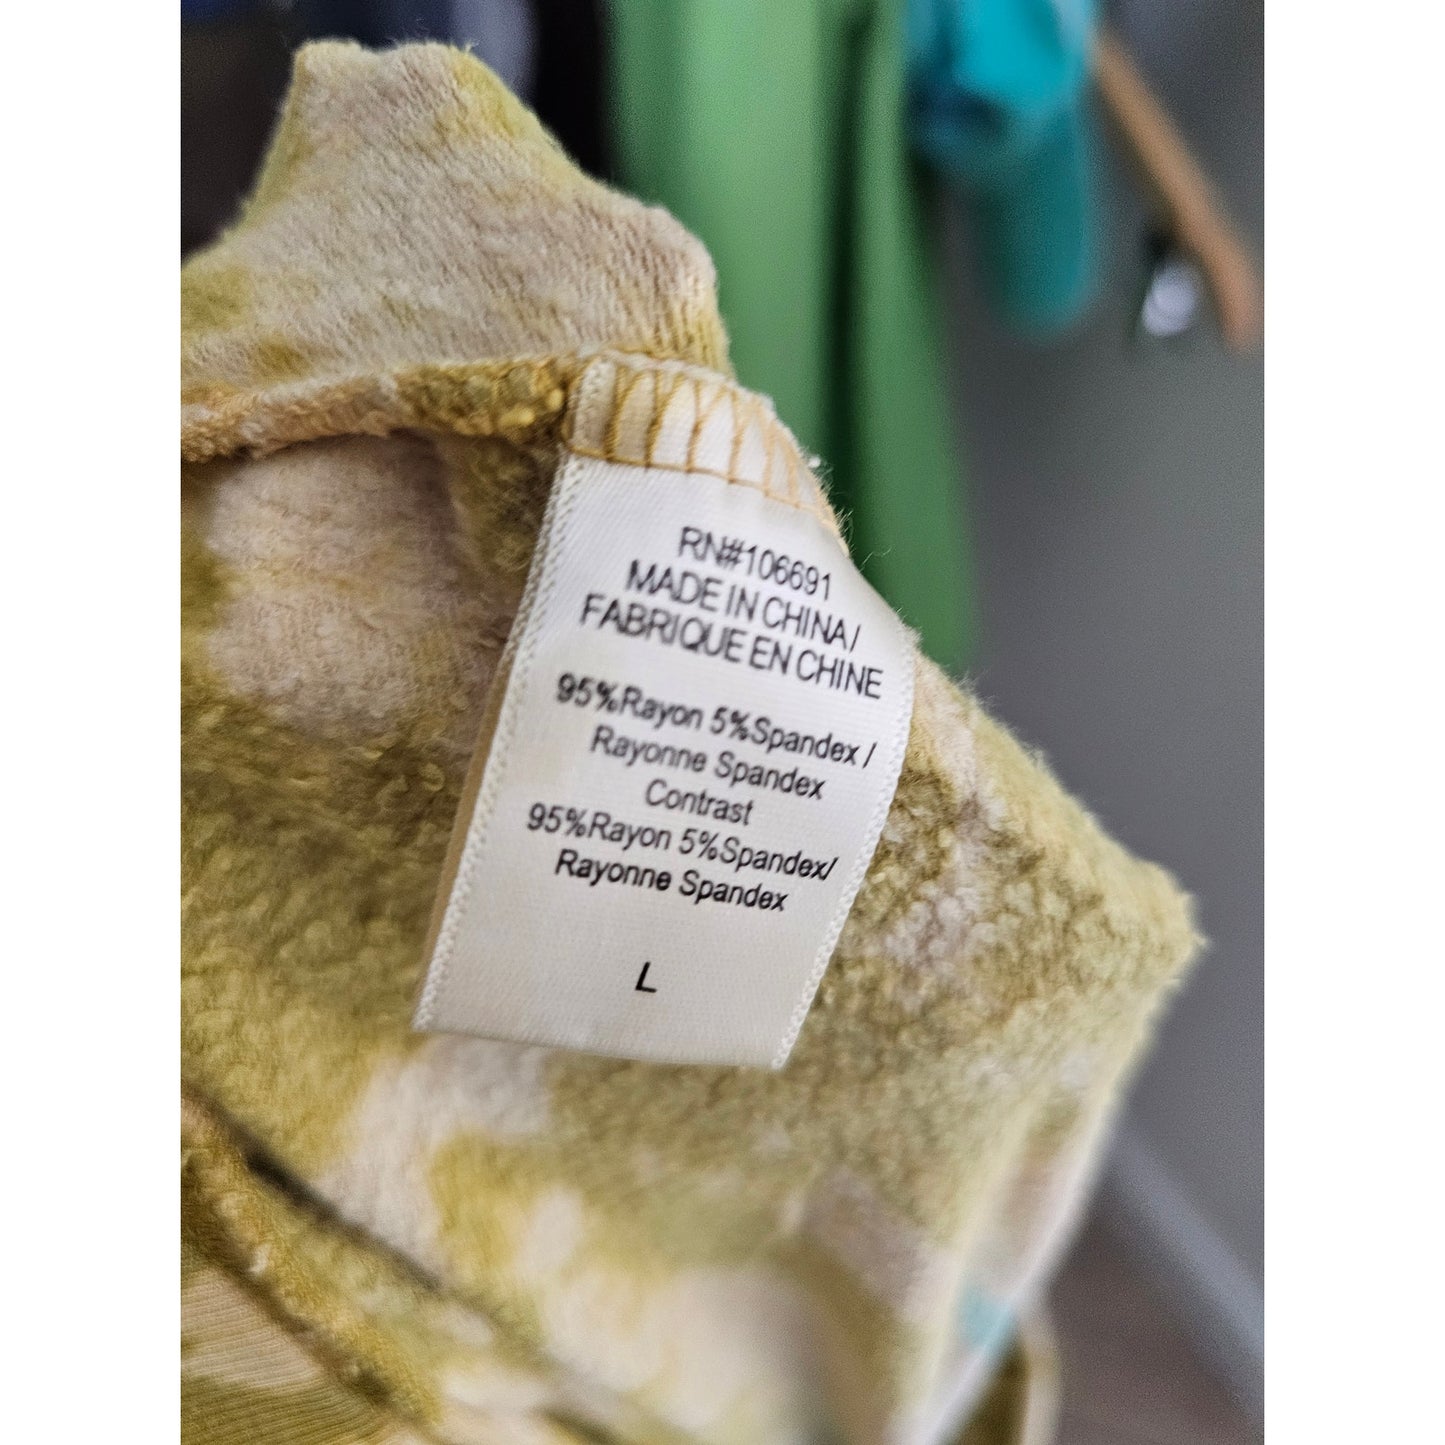 RN#106691
MADE IN CHINA/
FABRIQUE EN CHINE
95%Rayon 5%Spandex /
Rayonne Spandex
Contrast
95%Rayon 5%Spandex/
Rayonne Spandex
L